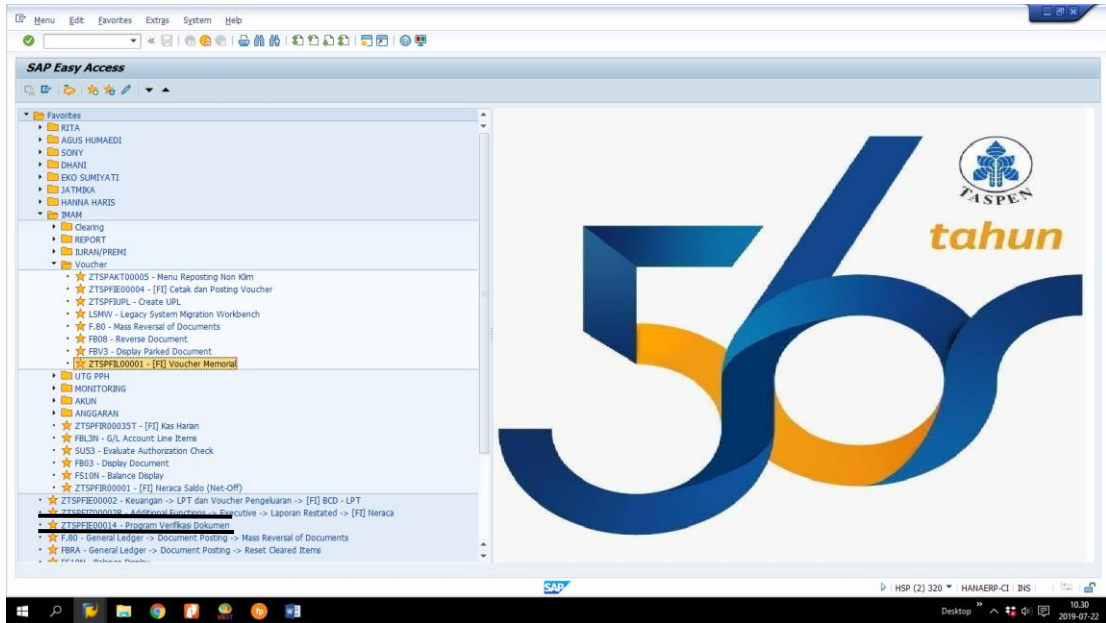 Menu Edit Favorites Extras System Help
SAP Easy Access
Favorites
RITA
AGUS HUMAEDI
SONY
DHANI
EKO SUMIYATI
JATMIKA
HANNA HARIS
IMAM
Clearing
REPORT
IURAN/PREMI
Voucher
ZTSPAKT00005 - Menu Reposting Non Klim
ZTSPFIE00004 - [FI] Cetak dan Posting Voucher
ZTSPFIUPL - Create UPL
LSMW - Legacy System Migration Workbench
F.80 - Mass Reversal of Documents
FB08 - Reverse Document
FBV3 - Display Parked Document
ZTSPFIL00001 - [FI] Voucher Memorial
UTG PPH
MONITORING
AKUN
ANGGARAN
ZTSPFIR00035T - [FI] Kas Harian
FBL3N - G/L Account Line Items
SU53 - Evaluate Authorization Check
FB03 - Display Document
FS10N - Balance Display
ZTSPFIR00001 - [FI] Neraca Saldo (Net-Off)
ZTSPFIE00002 - Keuangan -> LPT dan Voucher Pengeluaran -> [FI] BCD - LPT
ZTSPFIZ00002R - Additional Functions -> Executive -> Laporan Restated -> [FI] Neraca
ZTSPFIE00014 - Program Verifikasi Dokumen
F.80 - General Ledger -> Document Posting -> Mass Reversal of Documents
FBRA - General Ledger -> Document Posting -> Reset Cleared Items
FS10N - Balance Display
TASPEN
tahun
56
SAP
HSP (2) 320 HANAERP-CI INS
Desktop 10.30
2019-07-22